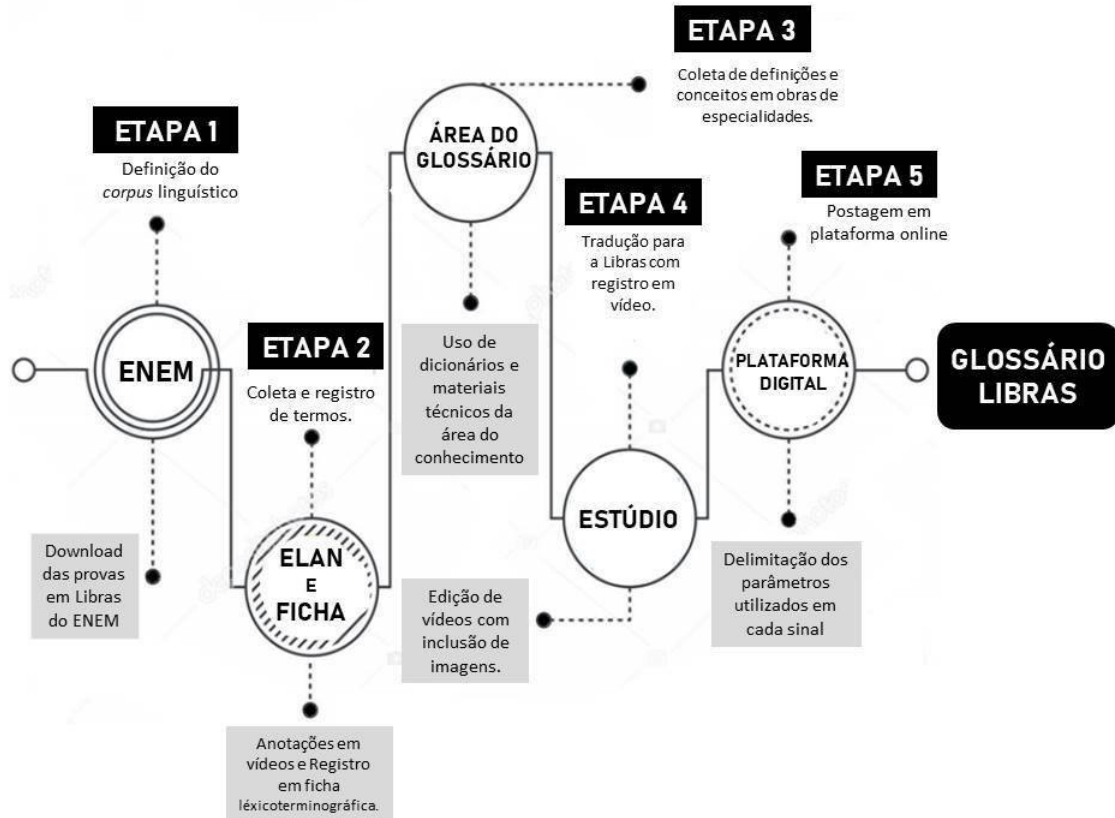 ETAPA 1
Definição do
corpus linguístico
ENEM
Download
das provas
em Libras
do ENEM
ETAPA 2
Coleta e registro
de termos.
ELAN
E
FICHA
Anotações em
vídeos e Registro
em ficha
léxicoterminográfica.
ETAPA 3
Coleta de definições e
conceitos em obras de
especialidades.
ÁREA DO
GLOSSÁRIO
Uso de
dicionários e
materiais
técnicos da
área do
conhecimento
ETAPA 4
Tradução para
a Libras com
registro em
vídeo.
ESTÚDIO
Edição de
vídeos com
inclusão de
imagens.
ETAPA 5
Postagem em
plataforma online
PLATAFORMA
DIGITAL
Delimitação dos
parâmetros
utilizados em
cada sinal
GLOSSÁRIO
LIBRAS